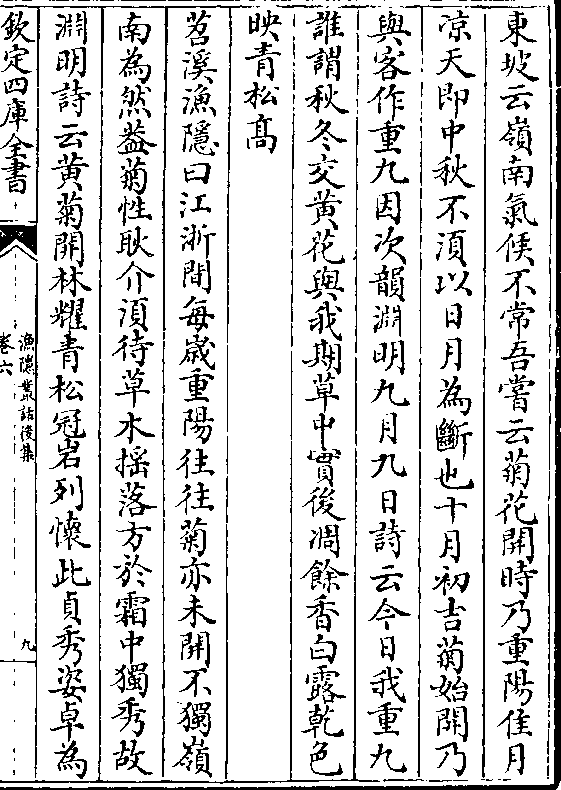 東坡云嶺南氣候不常吾嘗云菊花開時乃重陽佳月
凉天即中秋不湏以日月為斷也十月初吉菊始開乃
與客作重九因次韻淵明九月九日詩云今日我重九
誰謂秋冬交黄花與我期草中實後凋餘香白露乾色
映青松髙
苕溪漁隱曰江浙間每歳重陽往往菊亦未開不獨嶺
南為然葢菊性耿介湏待草木揺落方於霜中獨秀故
淵明詩云黄菊開林耀青松冠岩列懷此貞秀姿卓為
欽定四庫全書
漁隱叢話後集
卷六
九